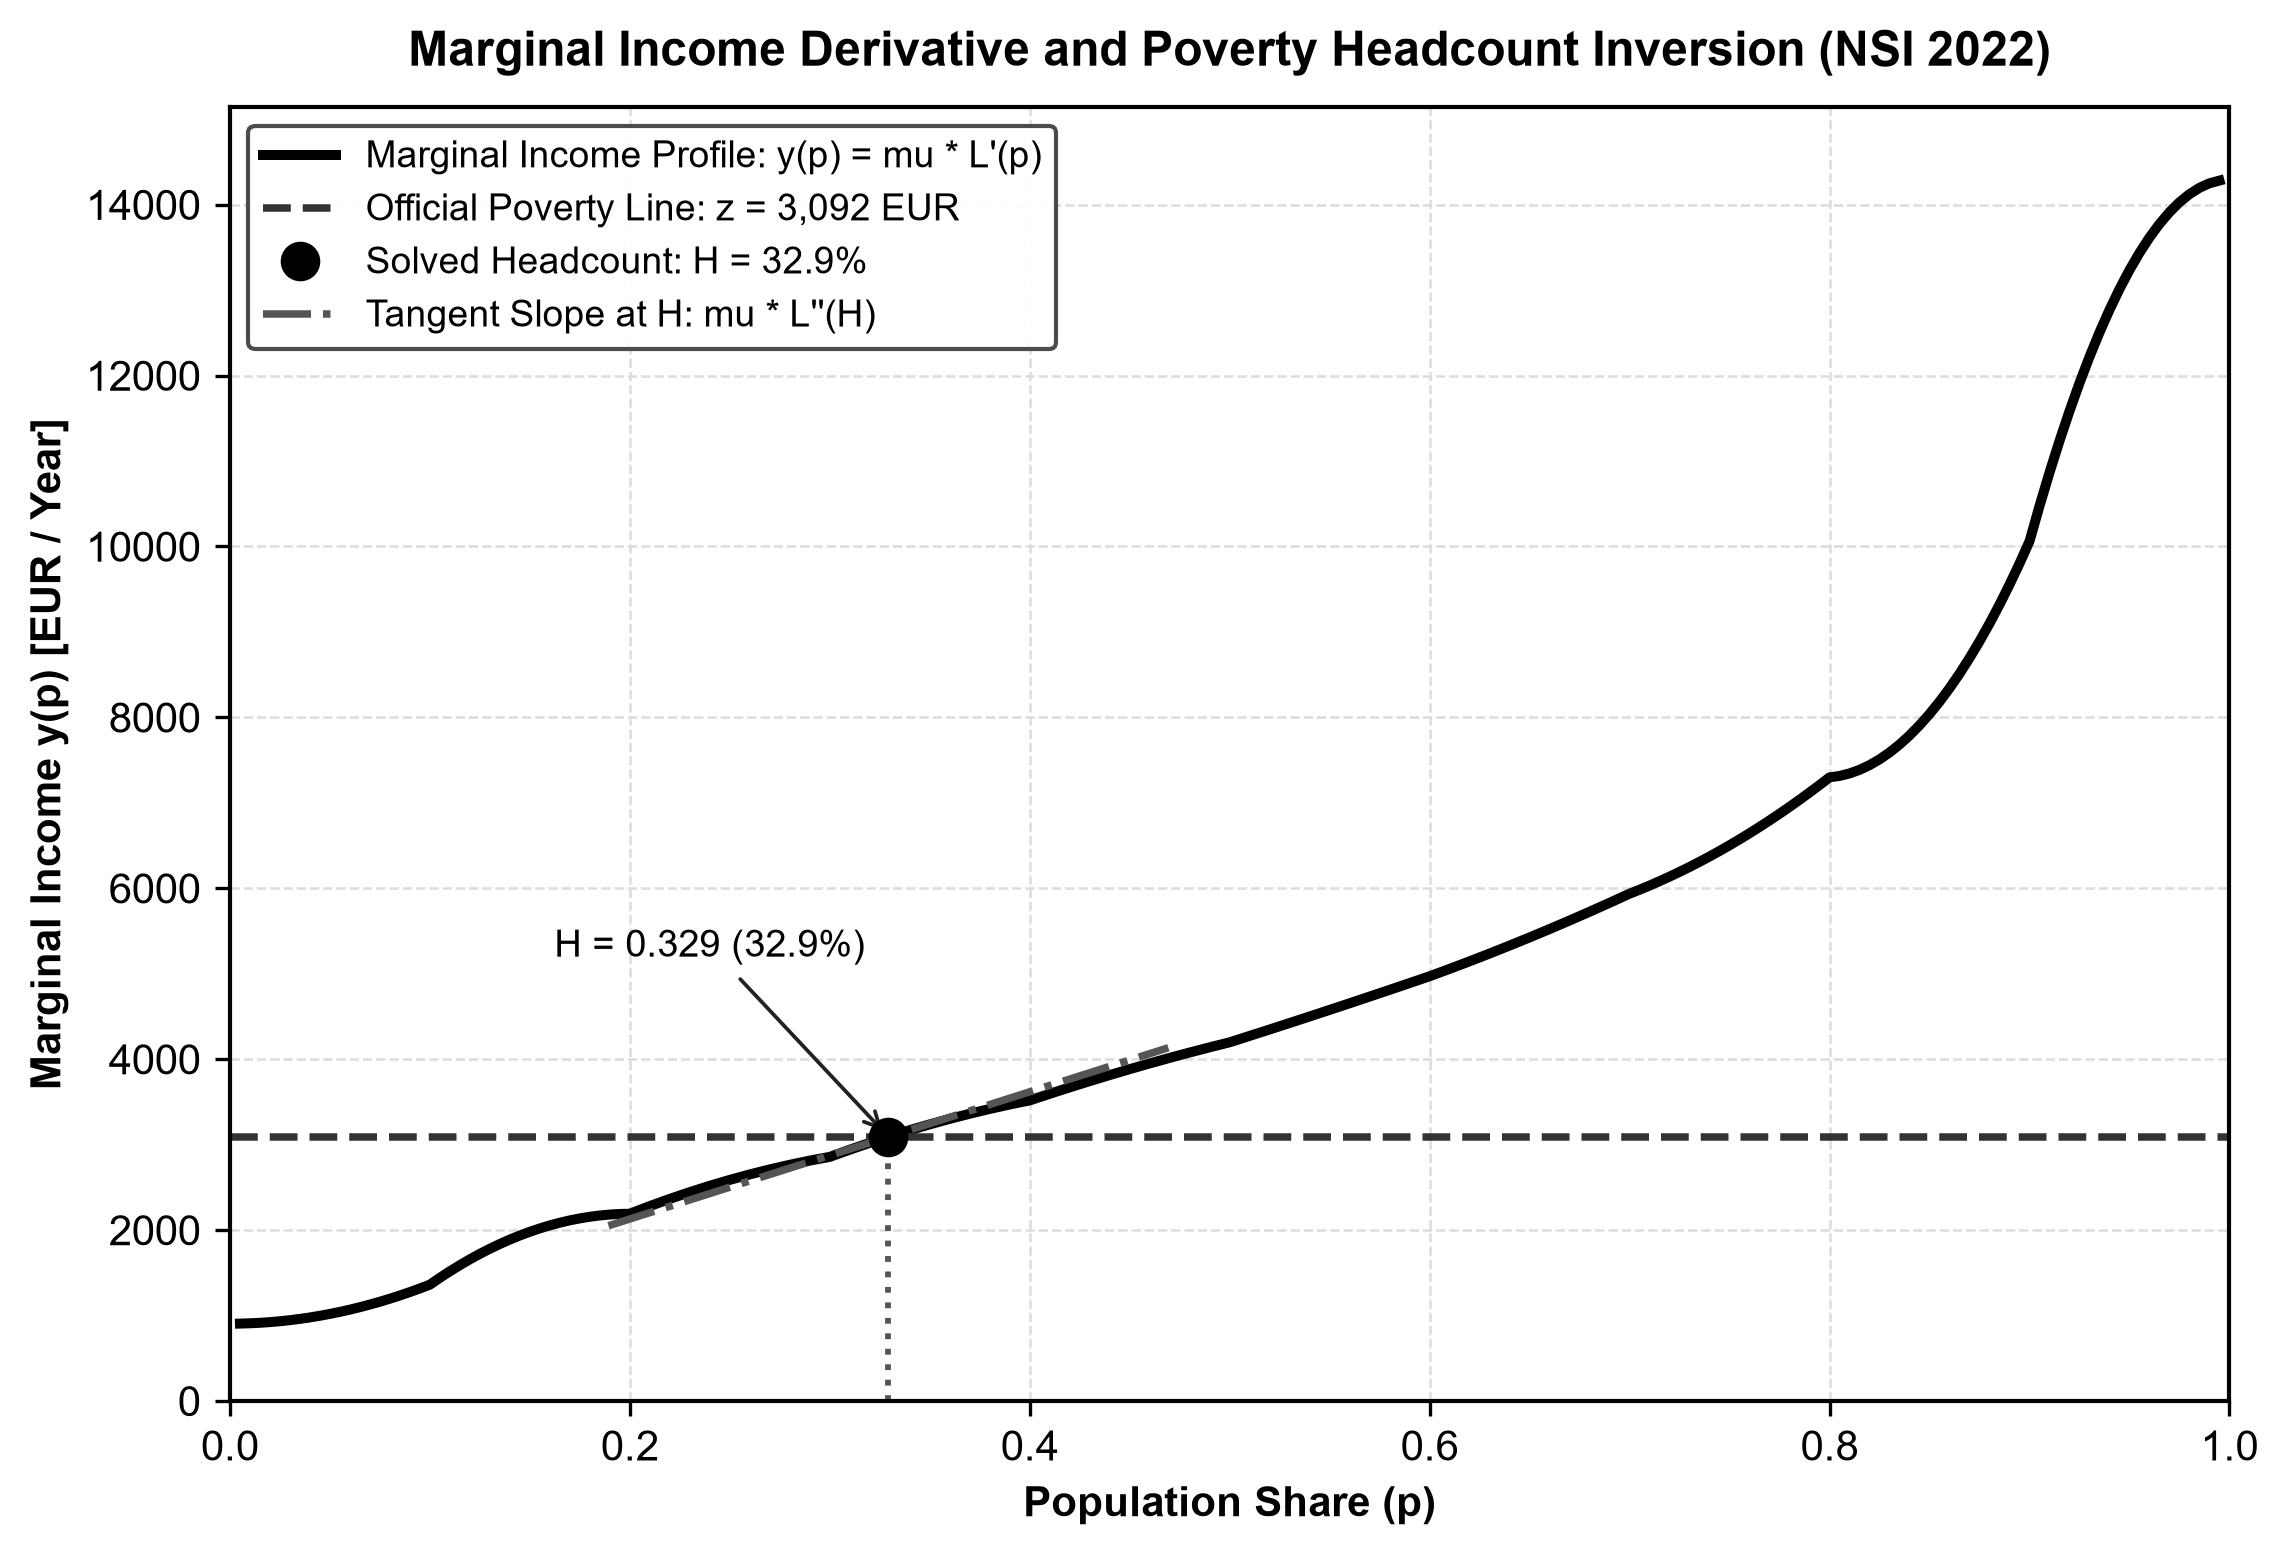 Marginal Income Derivative and Poverty Headcount Inversion (NSI 2022)
Marginal Income Profile: y(p) = mu * L'(p)
Official Poverty Line: z = 3,092 EUR
Solved Headcount: H = 32.9%
Tangent Slope at H: mu * L''(H)
Marginal Income y(p) [EUR / Year]
14000
12000
10000
8000
6000
4000
2000
0
H = 0.329 (32.9%)
0.0 0.2 0.4 0.6 0.8 1.0
Population Share (p)